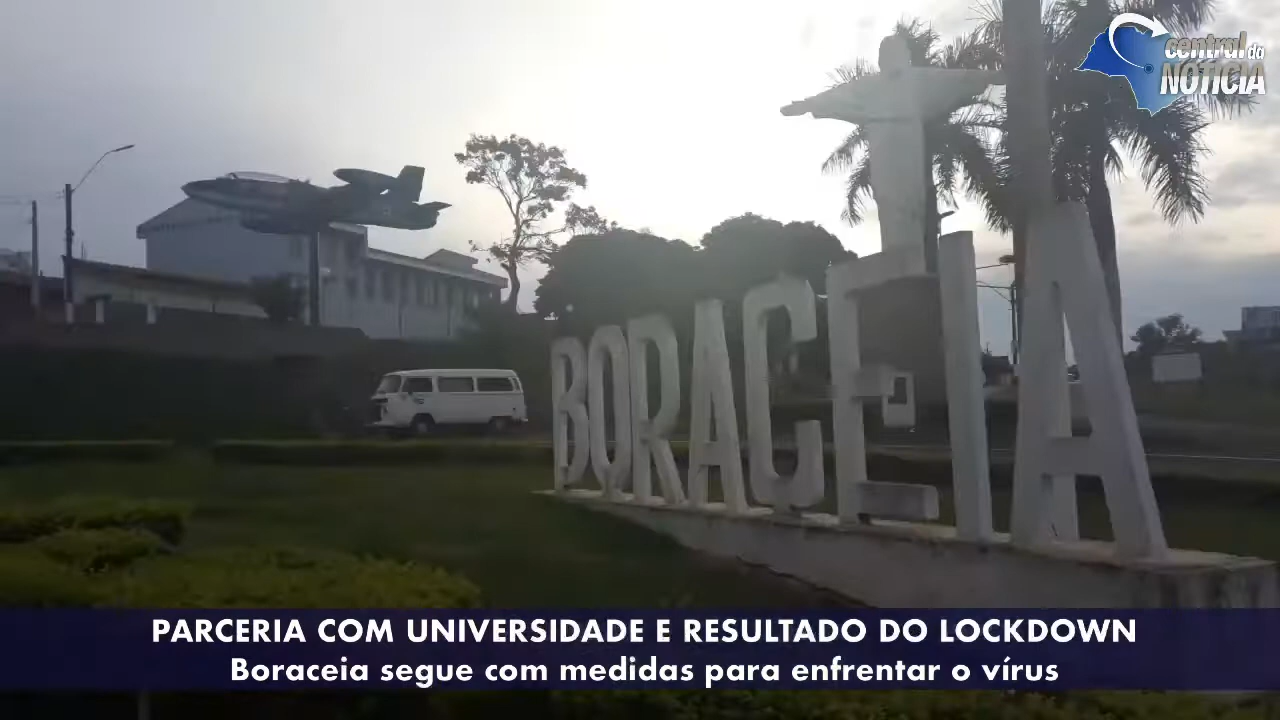 central da
NOTÍCIA
BORACEIA
PARCERIA COM UNIVERSIDADE E RESULTADO DO LOCKDOWN
Boraceia segue com medidas para enfrentar o vírus